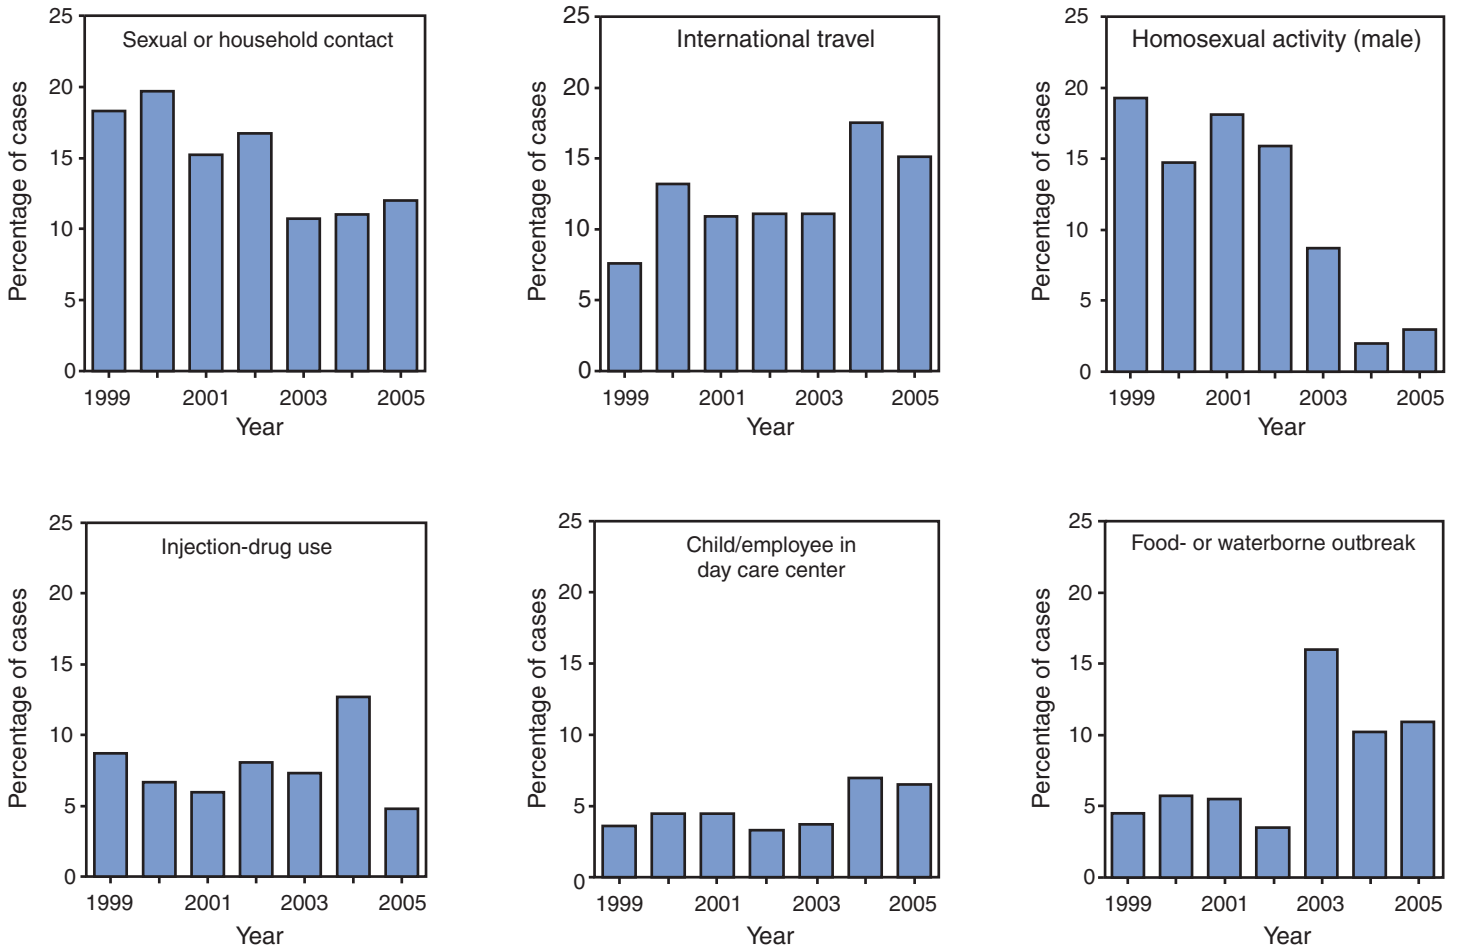 Sexual or household contact
Percentage of cases
25
20
15
10
5
0
1999 2001 2003 2005
Year
International travel
Percentage of cases
25
20
15
10
5
0
1999 2001 2003 2005
Year
Homosexual activity (male)
Percentage of cases
25
20
15
10
5
0
1999 2001 2003 2005
Year
Injection-drug use
Percentage of cases
25
20
15
10
5
0
1999 2001 2003 2005
Year
Child/employee in
day care center
Percentage of cases
25
20
15
10
5
0
1999 2001 2003 2005
Year
Food- or waterborne outbreak
Percentage of cases
25
20
15
10
5
0
1999 2001 2003 2005
Year